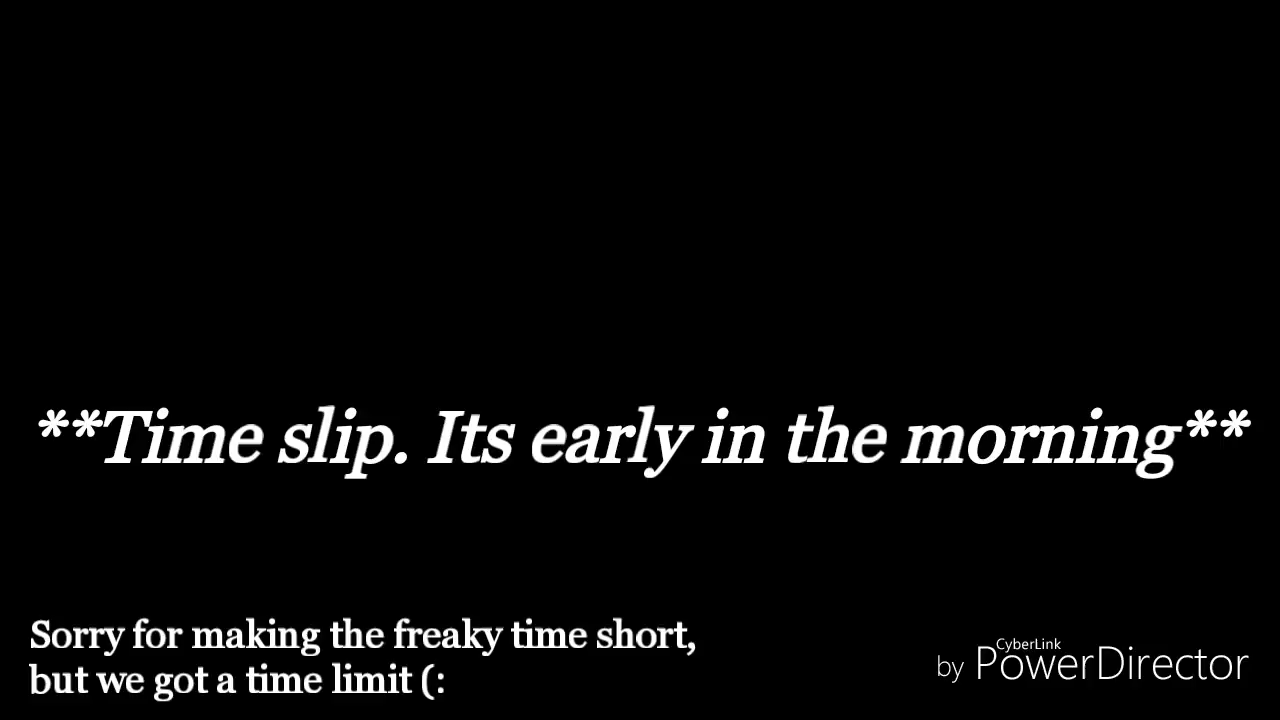 **Time slip. Its early in the morning**
Sorry for making the freaky time short,
but we got a time limit (:
CyberLink
by PowerDirector